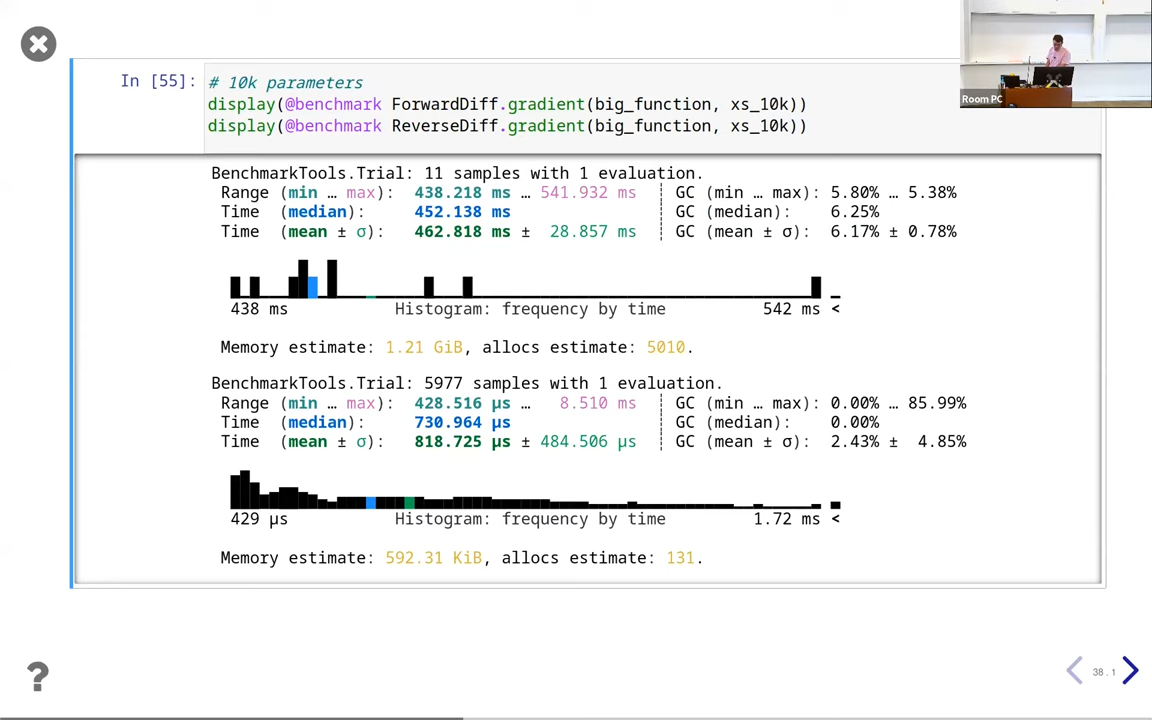 In [55]:
# 10k parameters
display(@benchmark ForwardDiff.gradient(big_function, xs_10k))
display(@benchmark ReverseDiff.gradient(big_function, xs_10k))
BenchmarkTools.Trial: 11 samples with 1 evaluation.
Range (min … max): 438.218 ms … 541.932 ms ┊ GC (min … max): 5.80% … 5.38%
Time (median): 452.138 ms ┊ GC (median): 6.25%
Time (mean ± σ): 462.818 ms ± 28.857 ms ┊ GC (mean ± σ): 6.17% ± 0.78%
438 ms Histogram: frequency by time 542 ms <
Memory estimate: 1.21 GiB, allocs estimate: 5010.
BenchmarkTools.Trial: 5977 samples with 1 evaluation.
Range (min … max): 428.516 μs … 8.510 ms ┊ GC (min … max): 0.00% … 85.99%
Time (median): 730.964 μs ┊ GC (median): 0.00%
Time (mean ± σ): 818.725 μs ± 484.506 μs ┊ GC (mean ± σ): 2.43% ± 4.85%
429 μs Histogram: frequency by time 1.72 ms <
Memory estimate: 592.31 KiB, allocs estimate: 131.
Room PC
?
38.1